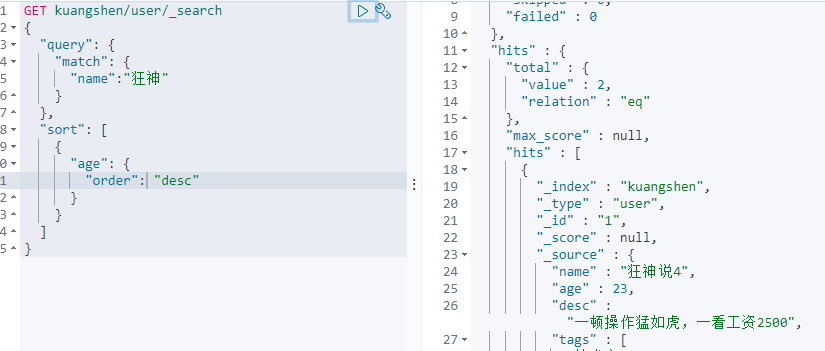 1 GET kuangshen/user/_search
2 {
3 "query": {
4 "match": {
5 "name":"狂神"
6 }
7 },
8 "sort": [
9 {
0 "age": {
1 "order": "desc"
2 }
3 }
4 ]
5 }
9 "failed" : 0
10 },
11 "hits" : {
12 "total" : {
13 "value" : 2,
14 "relation" : "eq"
15 },
16 "max_score" : null,
17 "hits" : [
18 {
19 "_index" : "kuangshen",
20 "_type" : "user",
21 "_id" : "1",
22 "_score" : null,
23 "_source" : {
24 "name" : "狂神说4",
25 "age" : 23,
26 "desc" :
"一顿操作猛如虎，一看工资2500",
27 "tags" : [